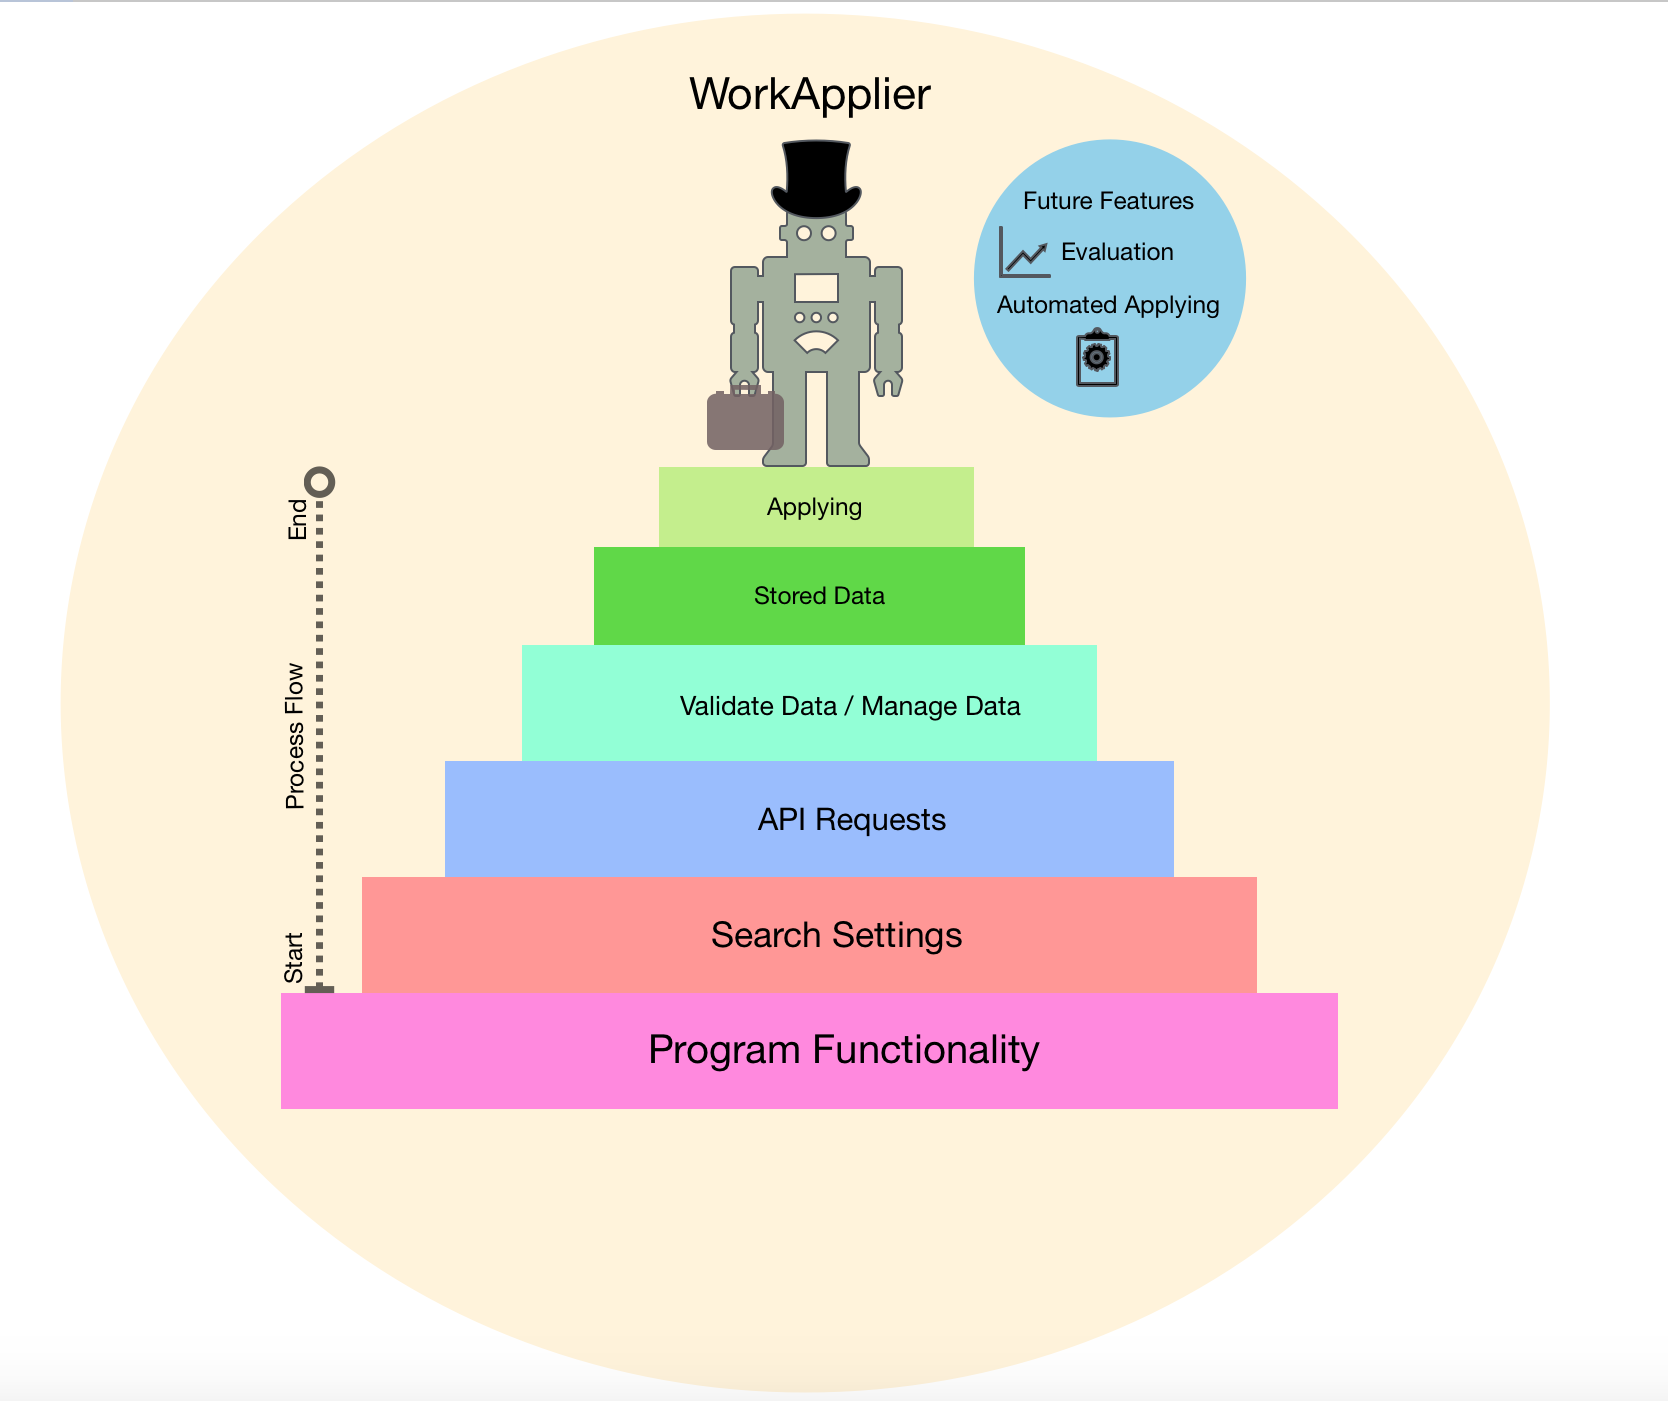 WorkApplier
Future Features
Evaluation
Automated Applying
End
Process Flow
Start
Applying
Stored Data
Validate Data / Manage Data
API Requests
Search Settings
Program Functionality